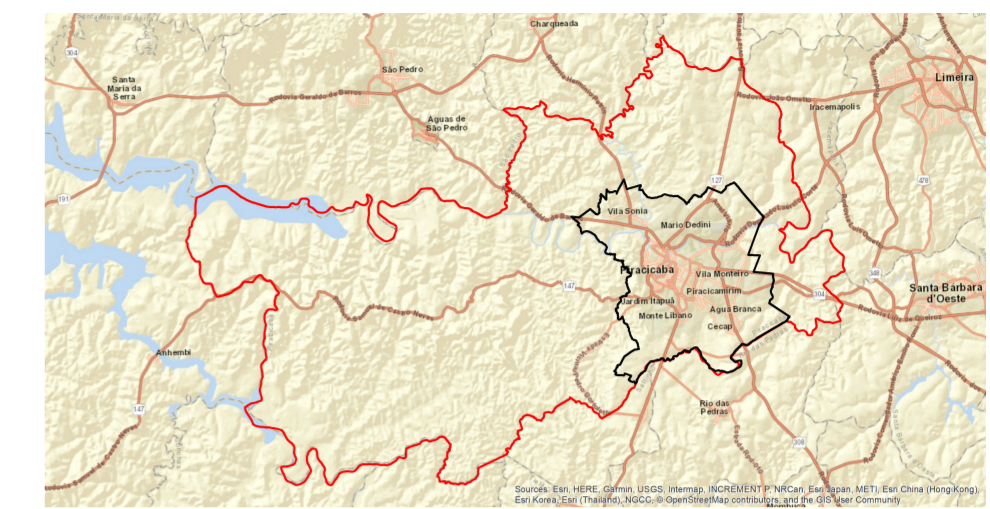 Charqueada
304
São Pedro
Limeira
Santa
Maria da
Serra
Rodovia Geraldo de Barros
Rodovia João Ometto
Iracemapolis
Aguas de
São Pedro
127
479
191
Vila Sonia
Mario Dedini
Piracicaba
Vila Monteiro
348
147
Piracicamirim
304
Santa Bárbara
d'Oeste
Jardim Itapuã
Agua Branca
Monte Libano
Rodovia Luiz de Queiroz
Cecap
Anhembi
Rio das
Pedras
147
308
Sources: Esri, HERE, Garmin, USGS, Intermap, INCREMENT P, NRCan, Esri Japan, METI, Esri China (Hong Kong),
Esri Korea, Esri (Thailand), NGCC, © OpenStreetMap contributors, and the GIS User Community